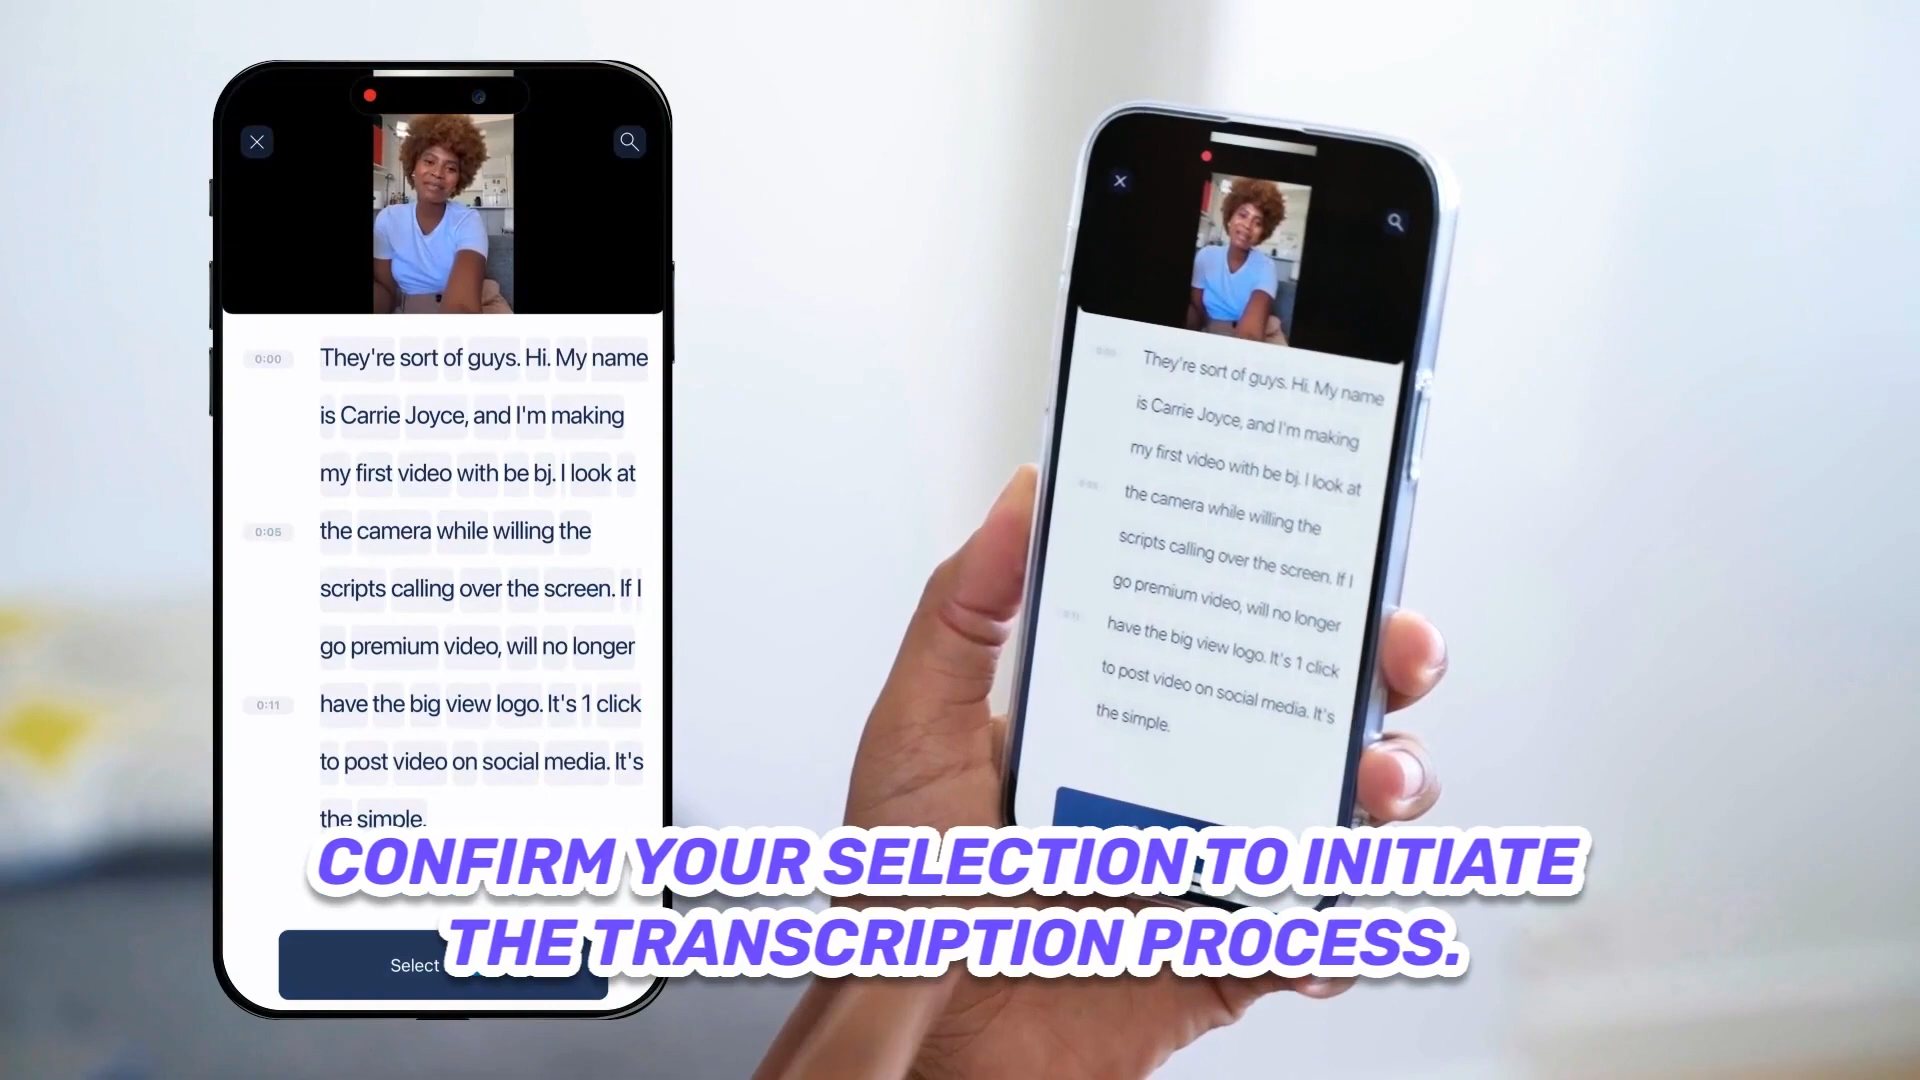 0:00
They're sort of guys. Hi. My name
is Carrie Joyce, and I'm making
my first video with be bj. I look at
0:05
the camera while willing the
scripts calling over the screen. If I
go premium video, will no longer
0:11
have the big view logo. It's 1 click
to post video on social media. It's
the simple.
Select
They're sort of guys. Hi. My name
is Carrie Joyce, and I'm making
my first video with be bj. I look at
the camera while willing the
scripts calling over the screen. If I
go premium video, will no longer
have the big view logo. It's 1 click
to post video on social media. It's
the simple.
CONFIRM YOUR SELECTION TO INITIATE
THE TRANSCRIPTION PROCESS.